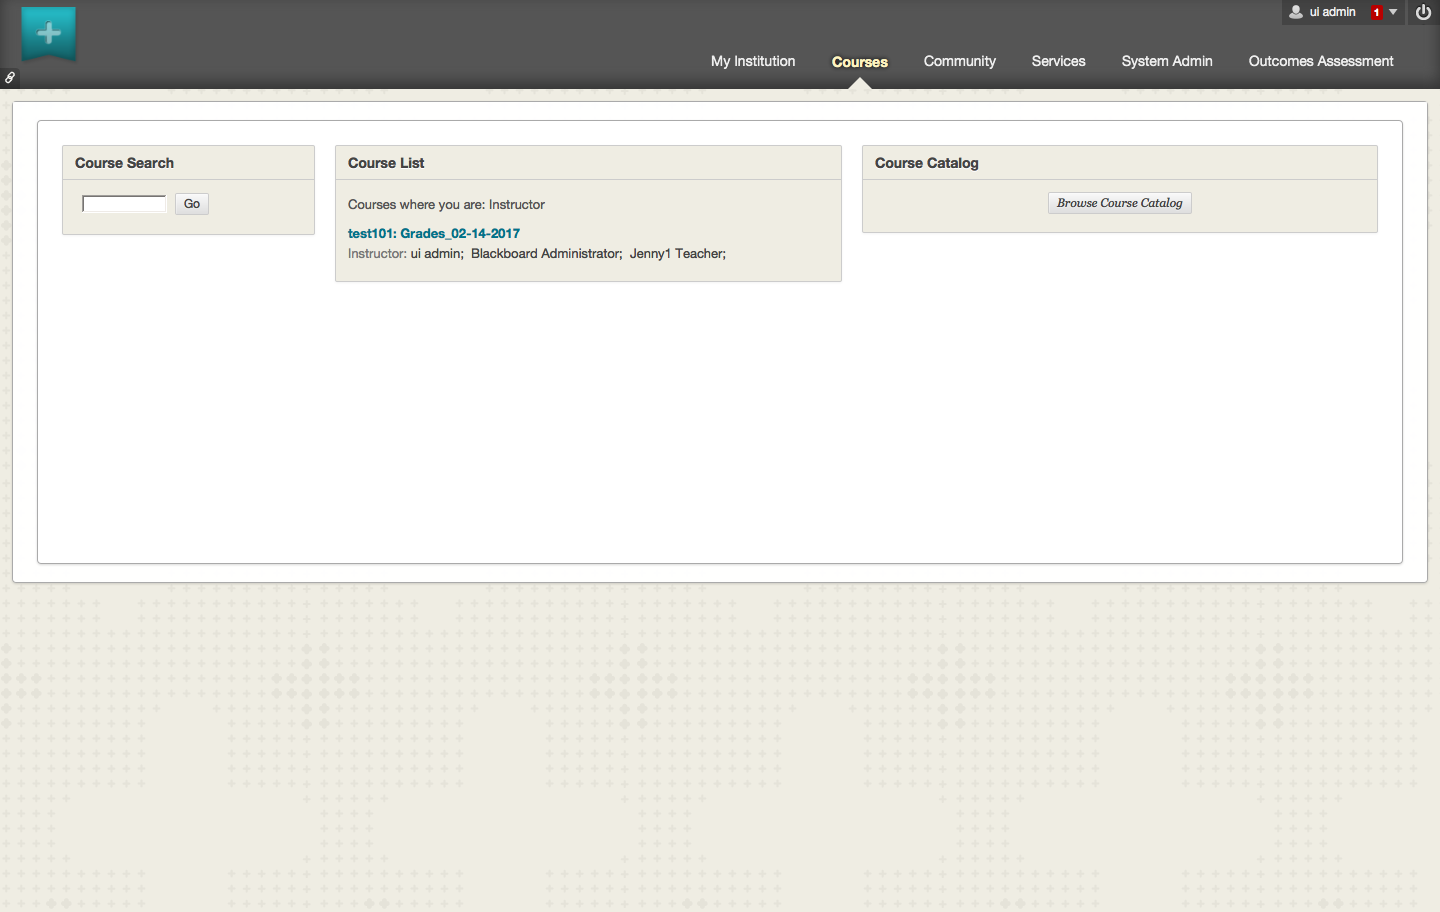 ui admin 1
My Institution Courses Community Services System Admin Outcomes Assessment
Course Search
Go
Course List
Courses where you are: Instructor
test101: Grades_02-14-2017
Instructor: ui admin; Blackboard Administrator; Jenny1 Teacher;
Course Catalog
Browse Course Catalog